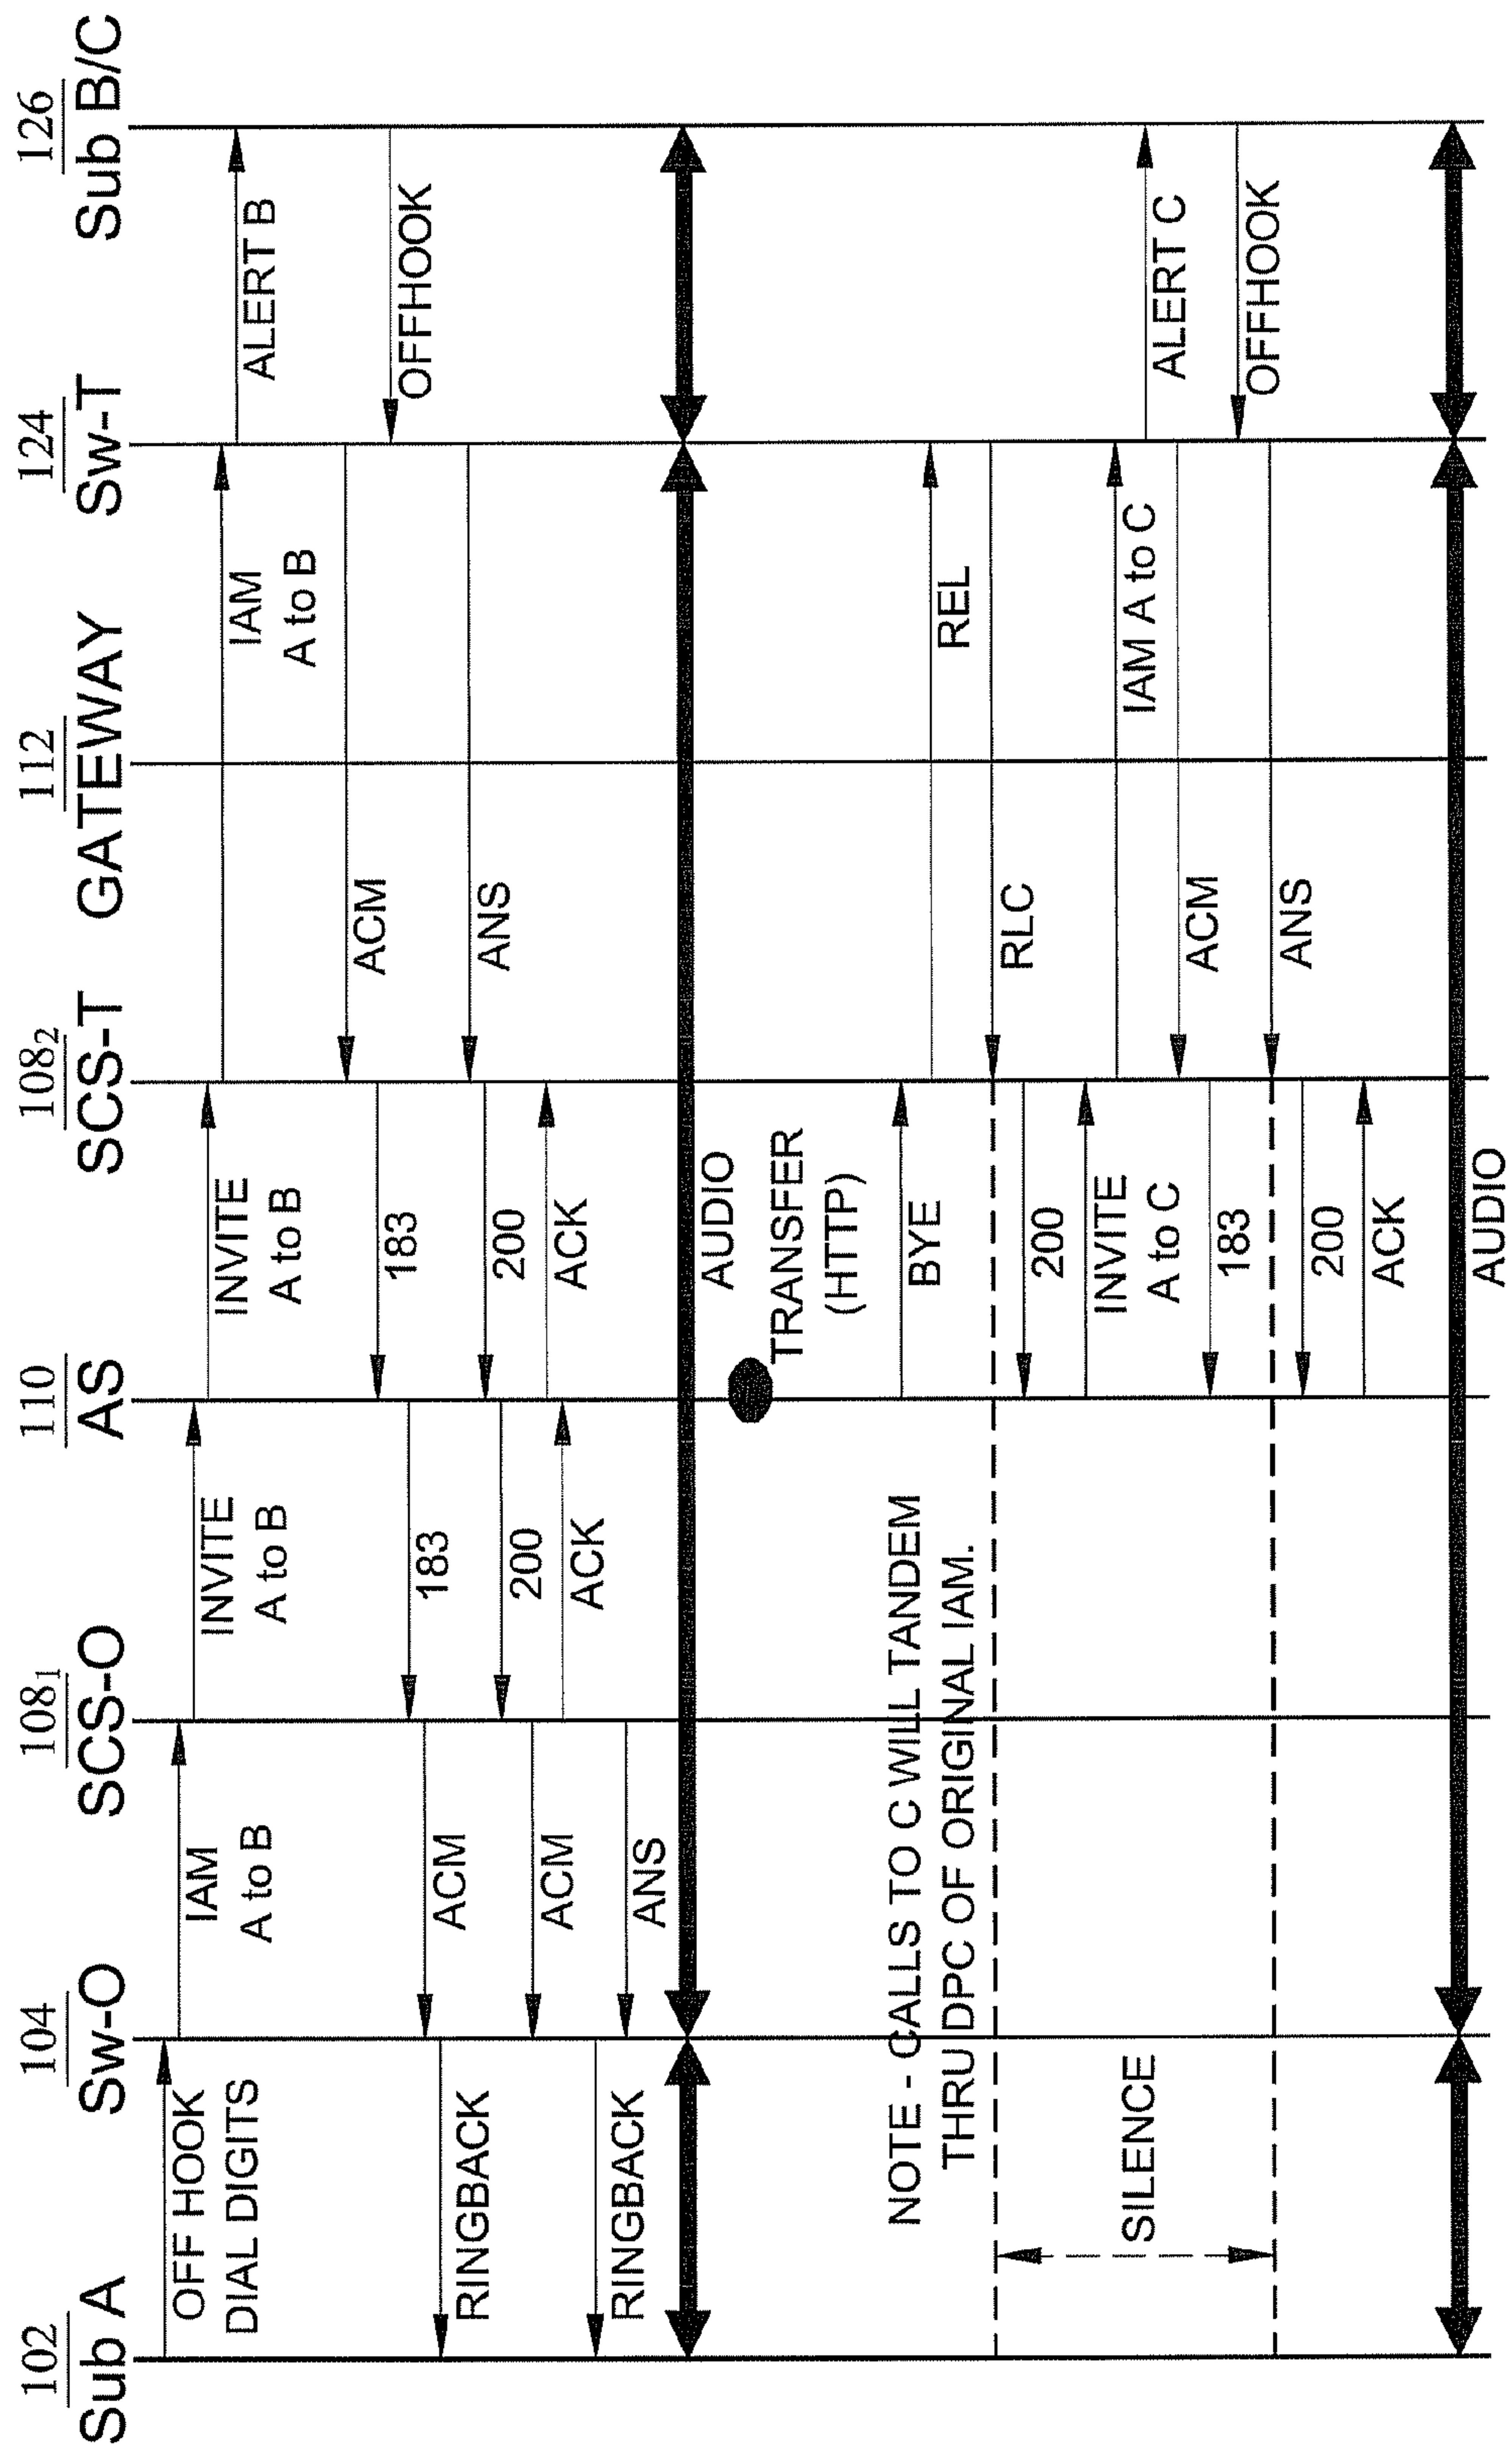 102
Sub A
104
Sw-O
108₁
SCS-O
110
AS
108₂
SCS-T
112
GATEWAY
124
Sw-T
126
Sub B/C
OFF HOOK
DIAL DIGITS
IAM
A to B
INVITE
A to B
INVITE
A to B
IAM
A to B
ALERT B
ACM
183
183
ACM
RINGBACK
OFFHOOK
ANS
200
200
ACM
ACK
ACK
RINGBACK
ANS
AUDIO
TRANSFER
(HTTP)
NOTE - CALLS TO C WILL TANDEM
THRU DPC OF ORIGINAL IAM.
BYE
REL
RLC
200
INVITE
A to C
IAM A to C
ALERT C
ACM
183
SILENCE
OFFHOOK
ANS
200
ACK
AUDIO